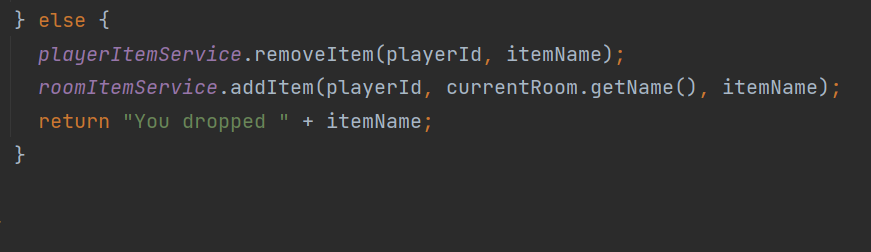 } else {
playerItemService.removeItem(playerId, itemName);
roomItemService.addItem(playerId, currentRoom.getName(), itemName);
return "You dropped " + itemName;
}